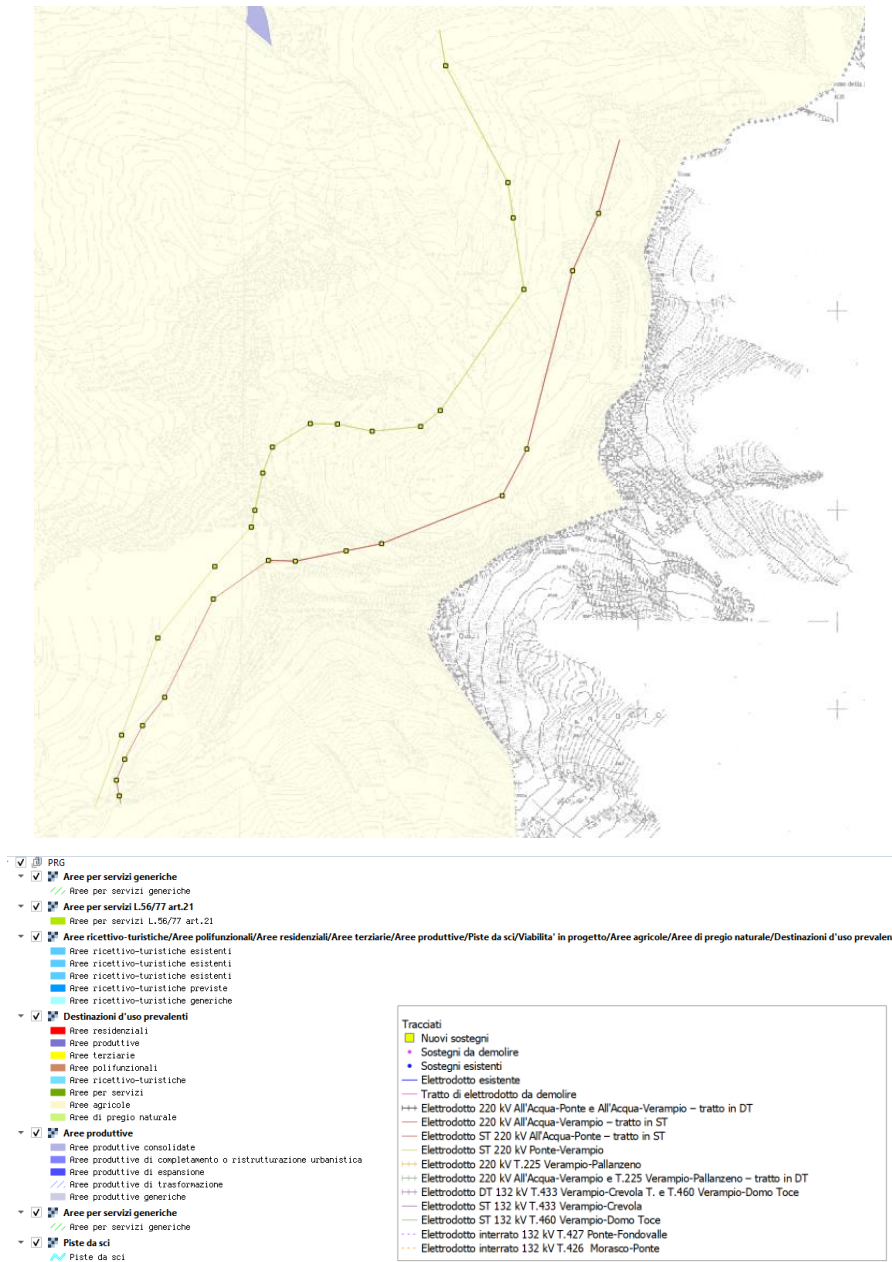 PRG
Aree per servizi generiche
Aree per servizi generiche
Aree per servizi L.56/77 art.21
Aree per servizi L.56/77 art.21
Aree ricettivo-turistiche/Aree polifunzionali/Aree residenziali/Aree terziarie/Aree produttive/Piste da sci/Viabilita' in progetto/Aree agricole/Aree di pregio naturale/Destinazioni d'uso prevalen
Aree ricettivo-turistiche esistenti
Aree ricettivo-turistiche esistenti
Aree ricettivo-turistiche esistenti
Aree ricettivo-turistiche previste
Aree ricettivo-turistiche generiche
Destinazioni d'uso prevalenti
Aree residenziali
Aree produttive
Aree terziarie
Aree polifunzionali
Aree ricettivo-turistiche
Aree per servizi
Aree agricole
Aree di pregio naturale
Aree produttive
Aree produttive consolidate
Aree produttive di completamento o ristrutturazione urbanistica
Aree produttive di espansione
Aree produttive di trasformazione
Aree produttive generiche
Aree per servizi generiche
Aree per servizi generiche
Piste da sci
Piste da sci
Tracciati
Nuovi sostegni
Sostegni da demolire
Sostegni esistenti
Elettrodotto esistente
Tratto di elettrodotto da demolire
Elettrodotto 220 kV All'Acqua-Ponte e All'Acqua-Verampio – tratto in DT
Elettrodotto 220 kV All'Acqua-Verampio – tratto in ST
Elettrodotto ST 220 kV All'Acqua-Ponte – tratto in ST
Elettrodotto ST 220 kV Ponte-Verampio
Elettrodotto 220 kV T.225 Verampio-Pallanzeno
Elettrodotto 220 kV All'Acqua-Verampio e T.225 Verampio-Pallanzeno – tratto in DT
Elettrodotto DT 132 kV T.433 Verampio-Crevola T. e T.460 Verampio-Domo Toce
Elettrodotto ST 132 kV T.433 Verampio-Crevola
Elettrodotto ST 132 kV T.460 Verampio-Domo Toce
Elettrodotto interrato 132 kV T.427 Ponte-Fondovalle
Elettrodotto interrato 132 kV T.426 Morasco-Ponte